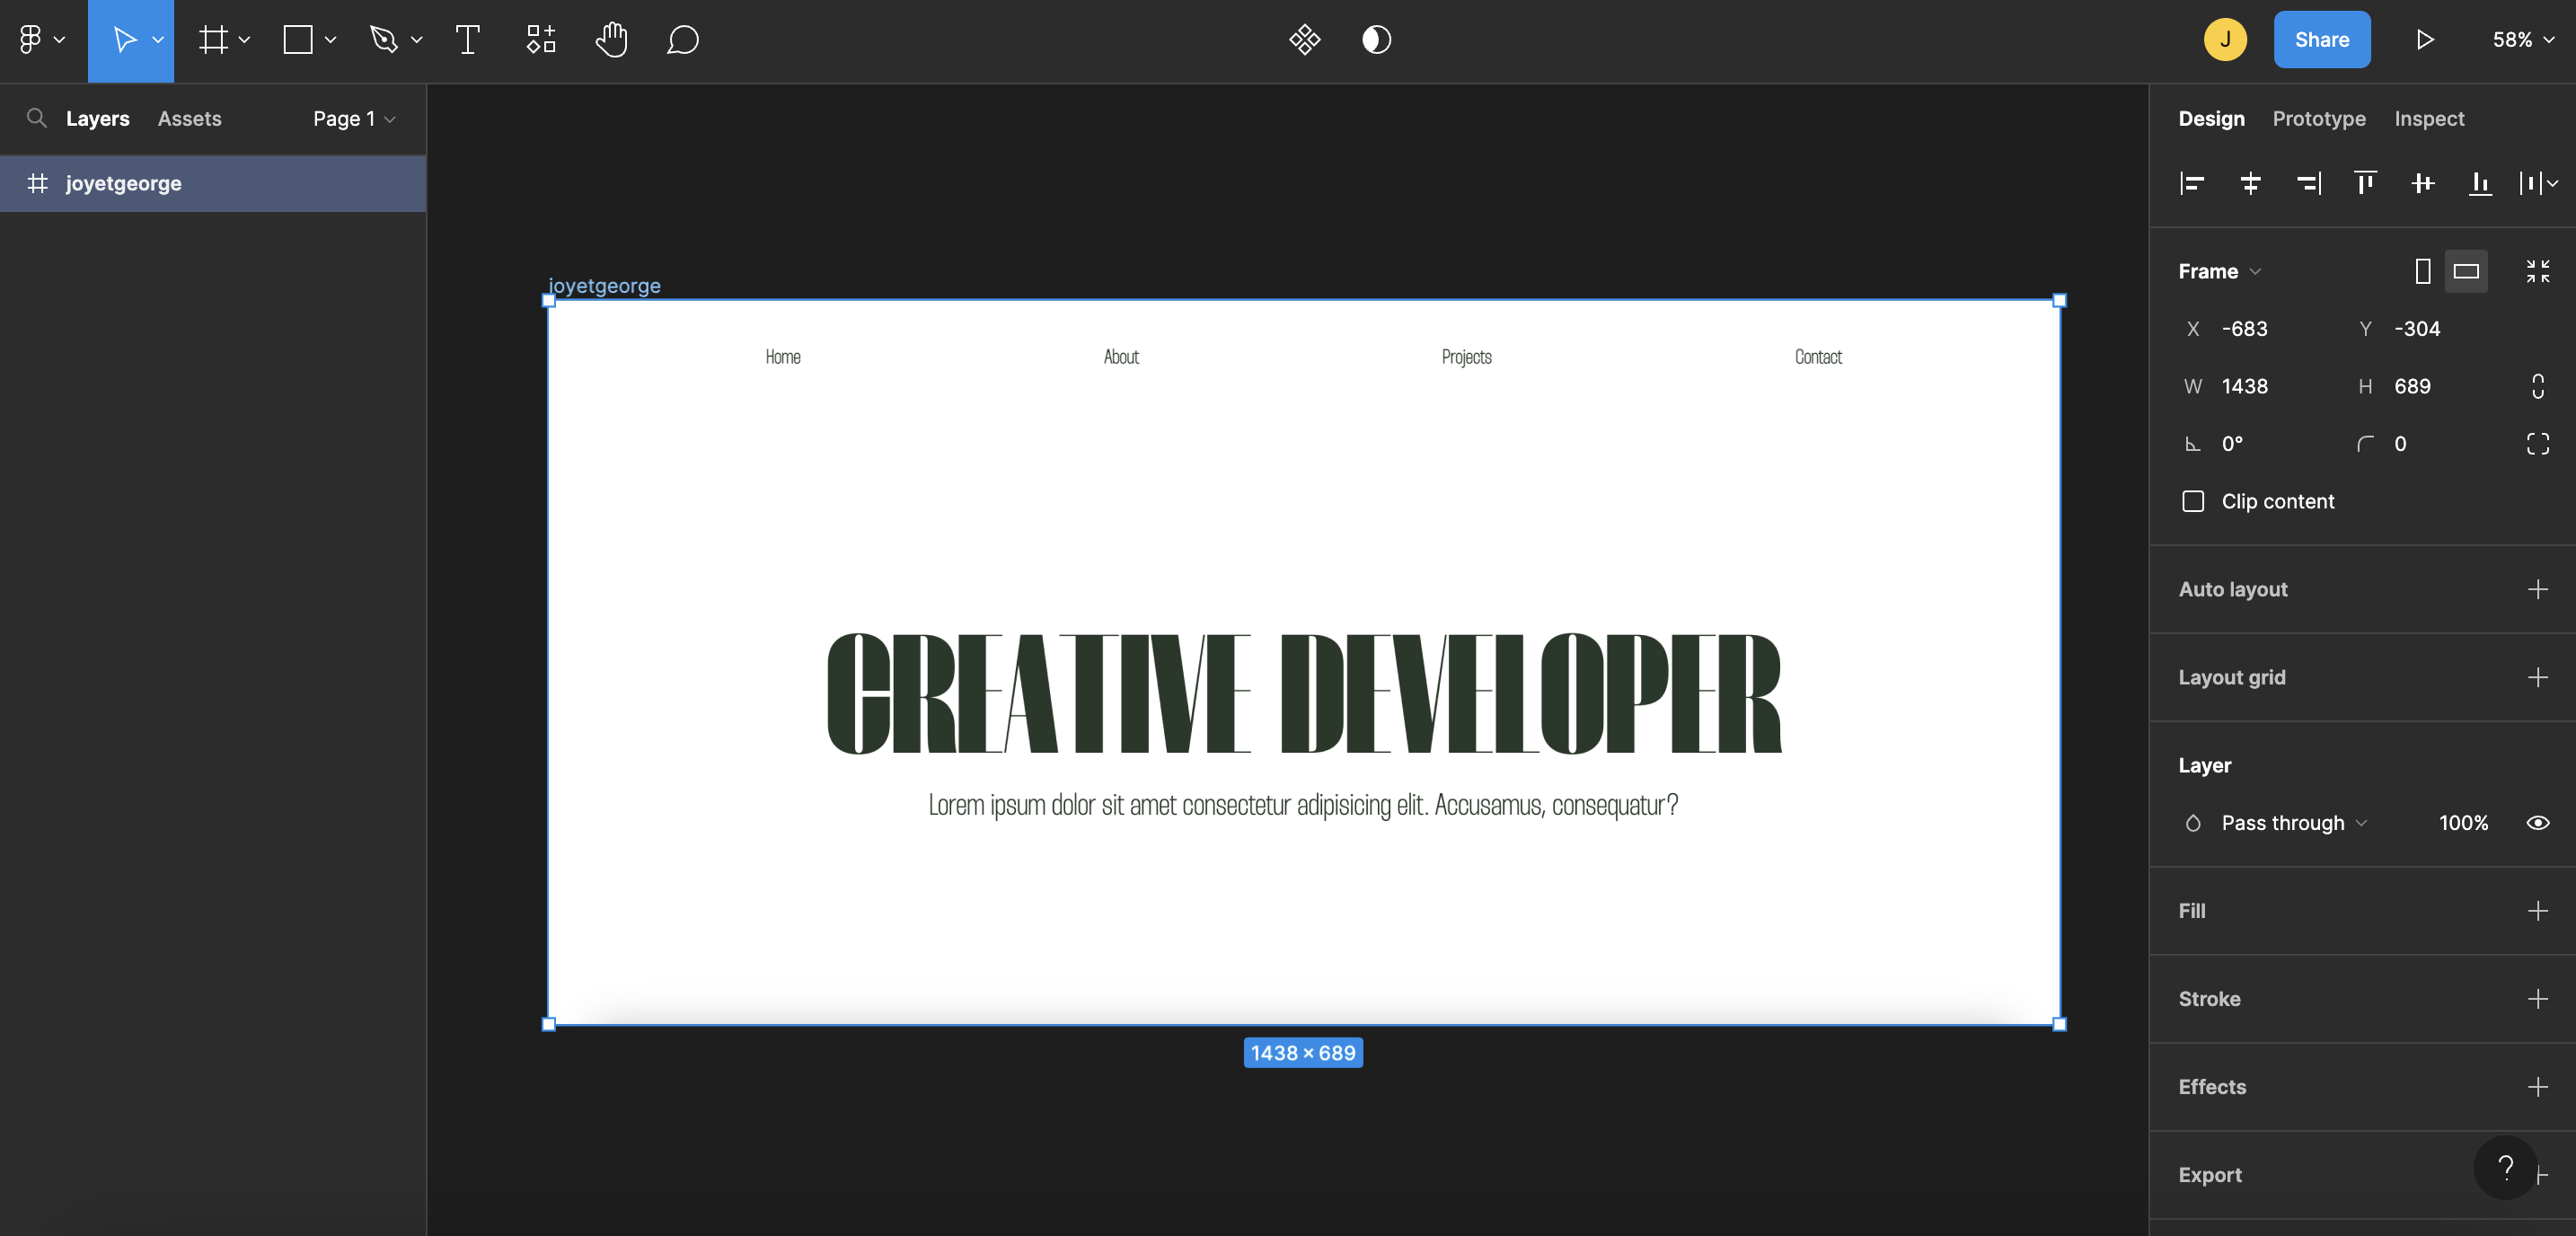 J
Share
58%
Layers
Assets
Page 1
Design
Prototype
Inspect
joyetgeorge
joyetgeorge
Home
About
Projects
Contact
CREATIVE DEVELOPER
Lorem ipsum dolor sit amet consectetur adipisicing elit. Accusamus, consequatur?
1438 × 689
Frame
X -683
Y -304
W 1438
H 689
0°
0
Clip content
Auto layout
Layout grid
Layer
Pass through
100%
Fill
Stroke
Effects
Export
?